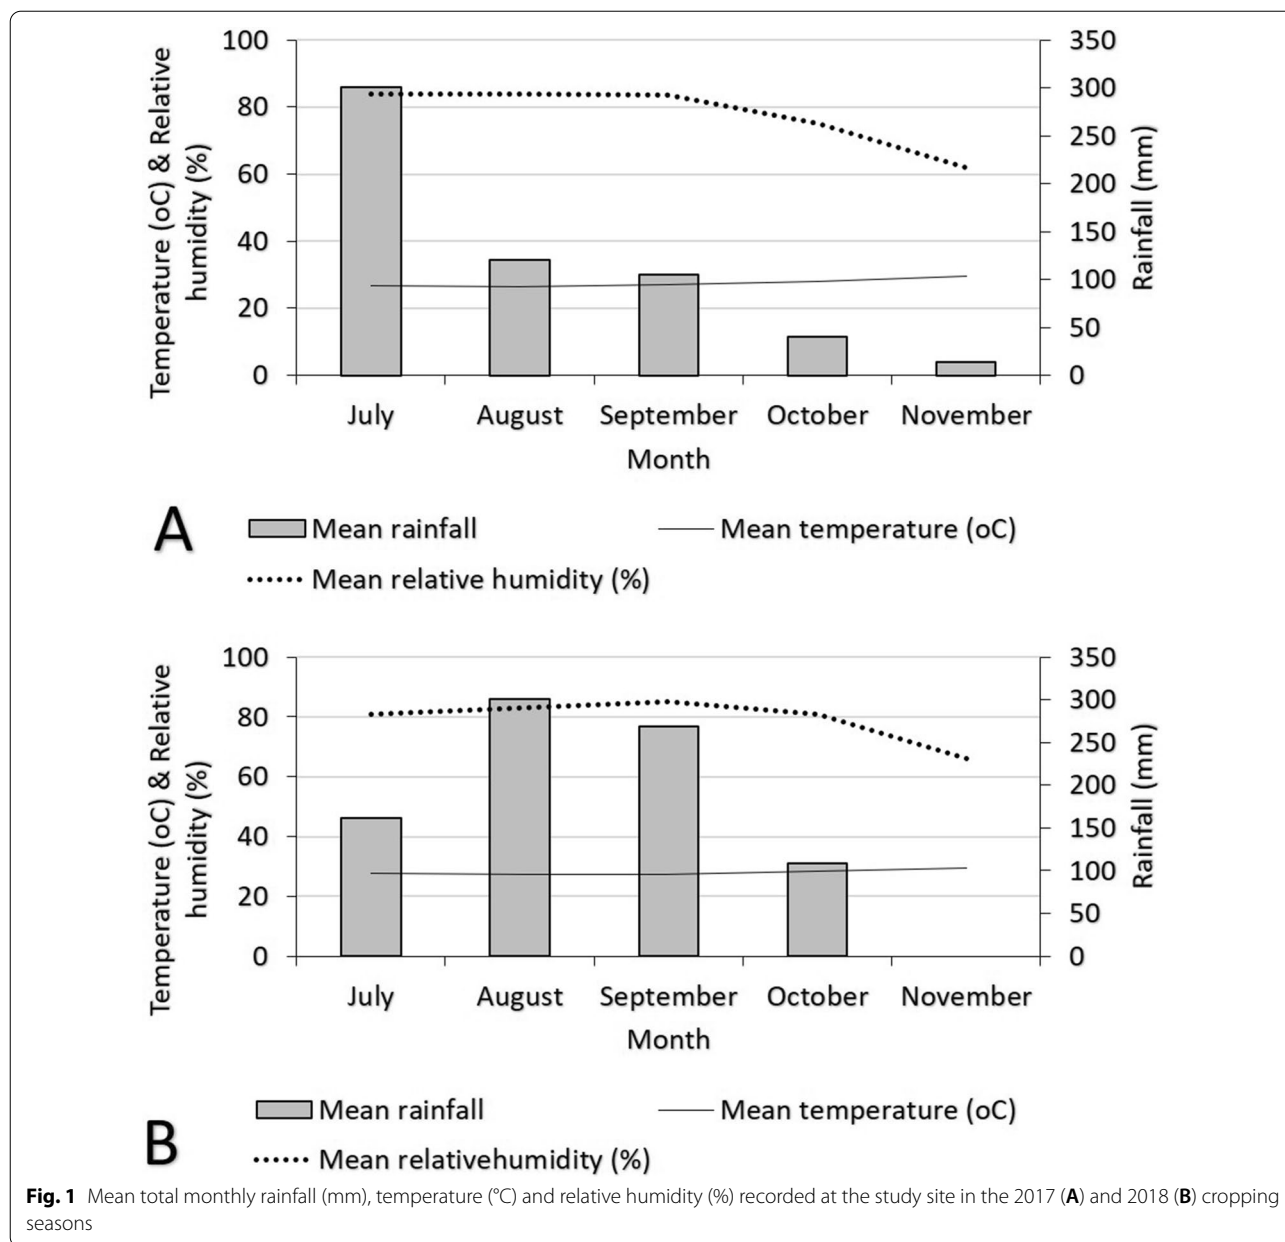 100
80
60
40
20
0
Temperature (oC) & Relative
humidity (%)
350
300
250
200
150
100
50
0
Rainfall (mm)
July August September October November
Month
A
Mean rainfall Mean temperature (oC)
Mean relative humidity (%)
100
80
60
40
20
0
Temperature (oC) & Relative
humidity (%)
350
300
250
200
150
100
50
0
Rainfall (mm)
July August September October November
Month
B
Mean rainfall Mean temperature (oC)
Mean relativehumidity (%)
Fig. 1 Mean total monthly rainfall (mm), temperature (°C) and relative humidity (%) recorded at the study site in the 2017 (A) and 2018 (B) cropping
seasons